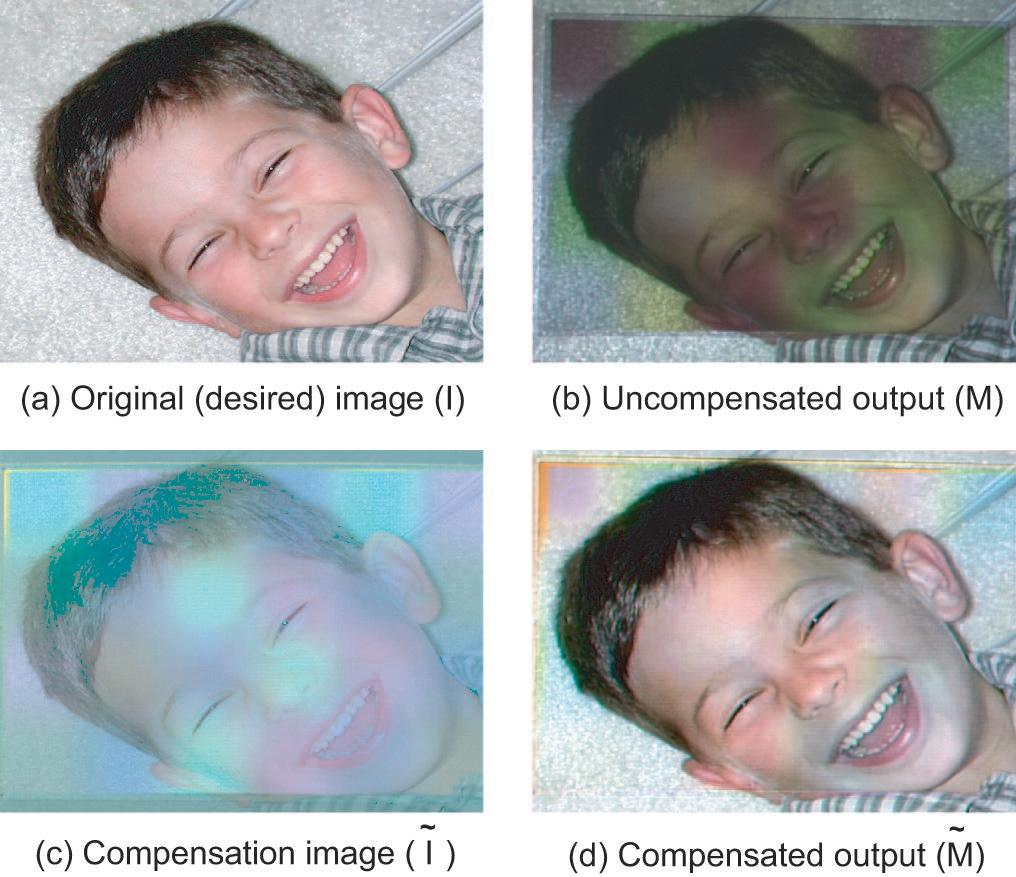 (a) Original (desired) image (I)
(b) Uncompensated output (M)
(c) Compensation image ( Ĩ )
(d) Compensated output (M̃)